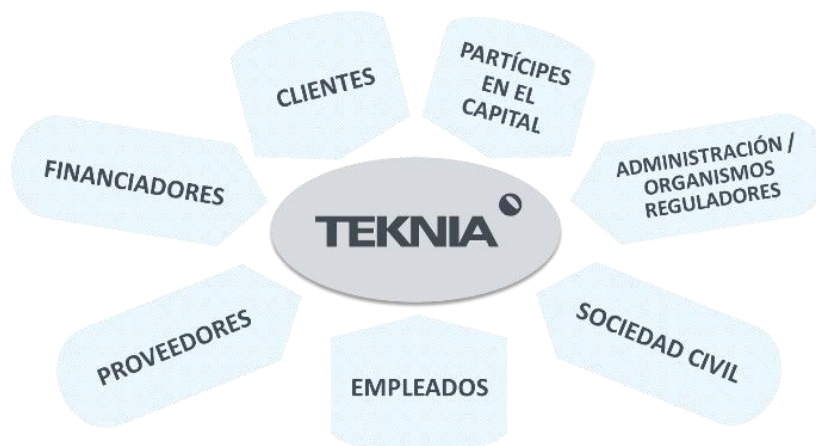 CLIENTES
PARTÍCIPES
EN EL
CAPITAL
FINANCIADORES
ADMINISTRACIÓN /
ORGANISMOS
REGULADORES
TEKNIA
PROVEEDORES
SOCIEDAD CIVIL
EMPLEADOS